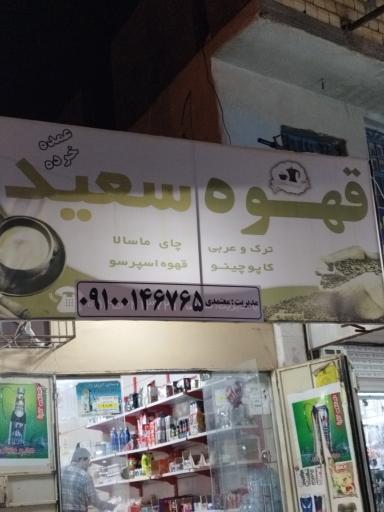 عمده
خرده
قهوه سعید
ترک و عربی
چای ماسالا
کاپوچینو
قهوه اسپرسو
مدیریت : معتمدی ۰۹۱۰۰۱۴۶۷۶۵